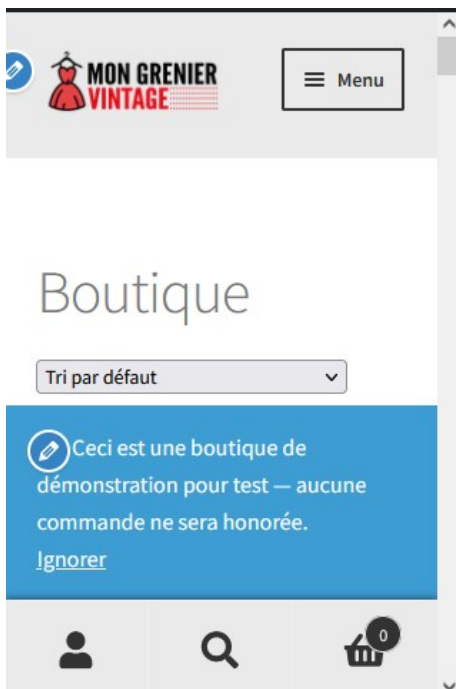 MON GRENIER
VINTAGE
Menu
Boutique
Tri par défaut
Ceci est une boutique de
démonstration pour test — aucune
commande ne sera honorée.
Ignorer
0